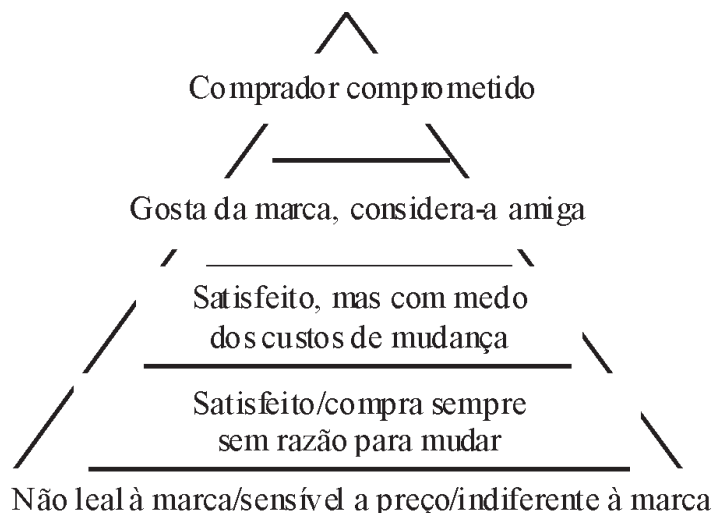 Comprador comprometido
Gosta da marca, considera-a amiga
Satisfeito, mas com medo
dos custos de mudança
Satisfeito/compra sempre
sem razão para mudar
Não leal à marca/sensível a preço/indiferente à marca